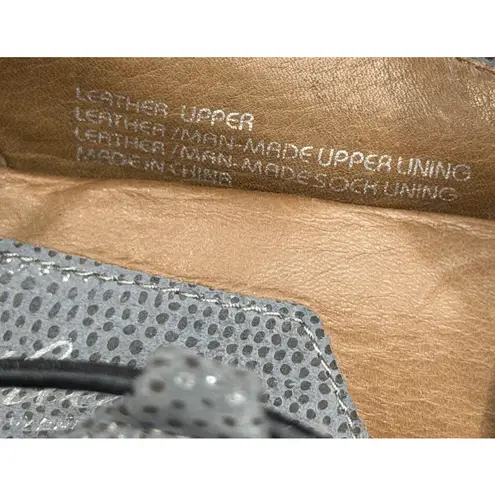 LEATHER UPPER
LEATHER/MAN-MADE UPPER LINING
LEATHER/MAN-MADE SOCK LINING
MADE IN CHINA